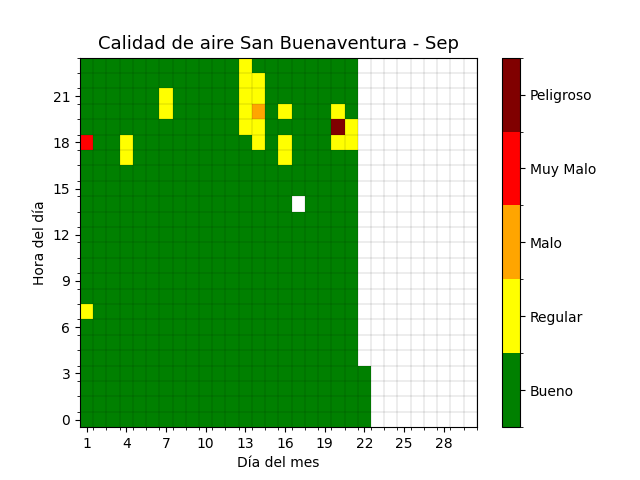 Calidad de aire San Buenaventura - Sep
Hora del día
21
18
15
12
9
6
3
0
1 4 7 10 13 16 19 22 25 28
Día del mes
Peligroso
Muy Malo
Malo
Regular
Bueno